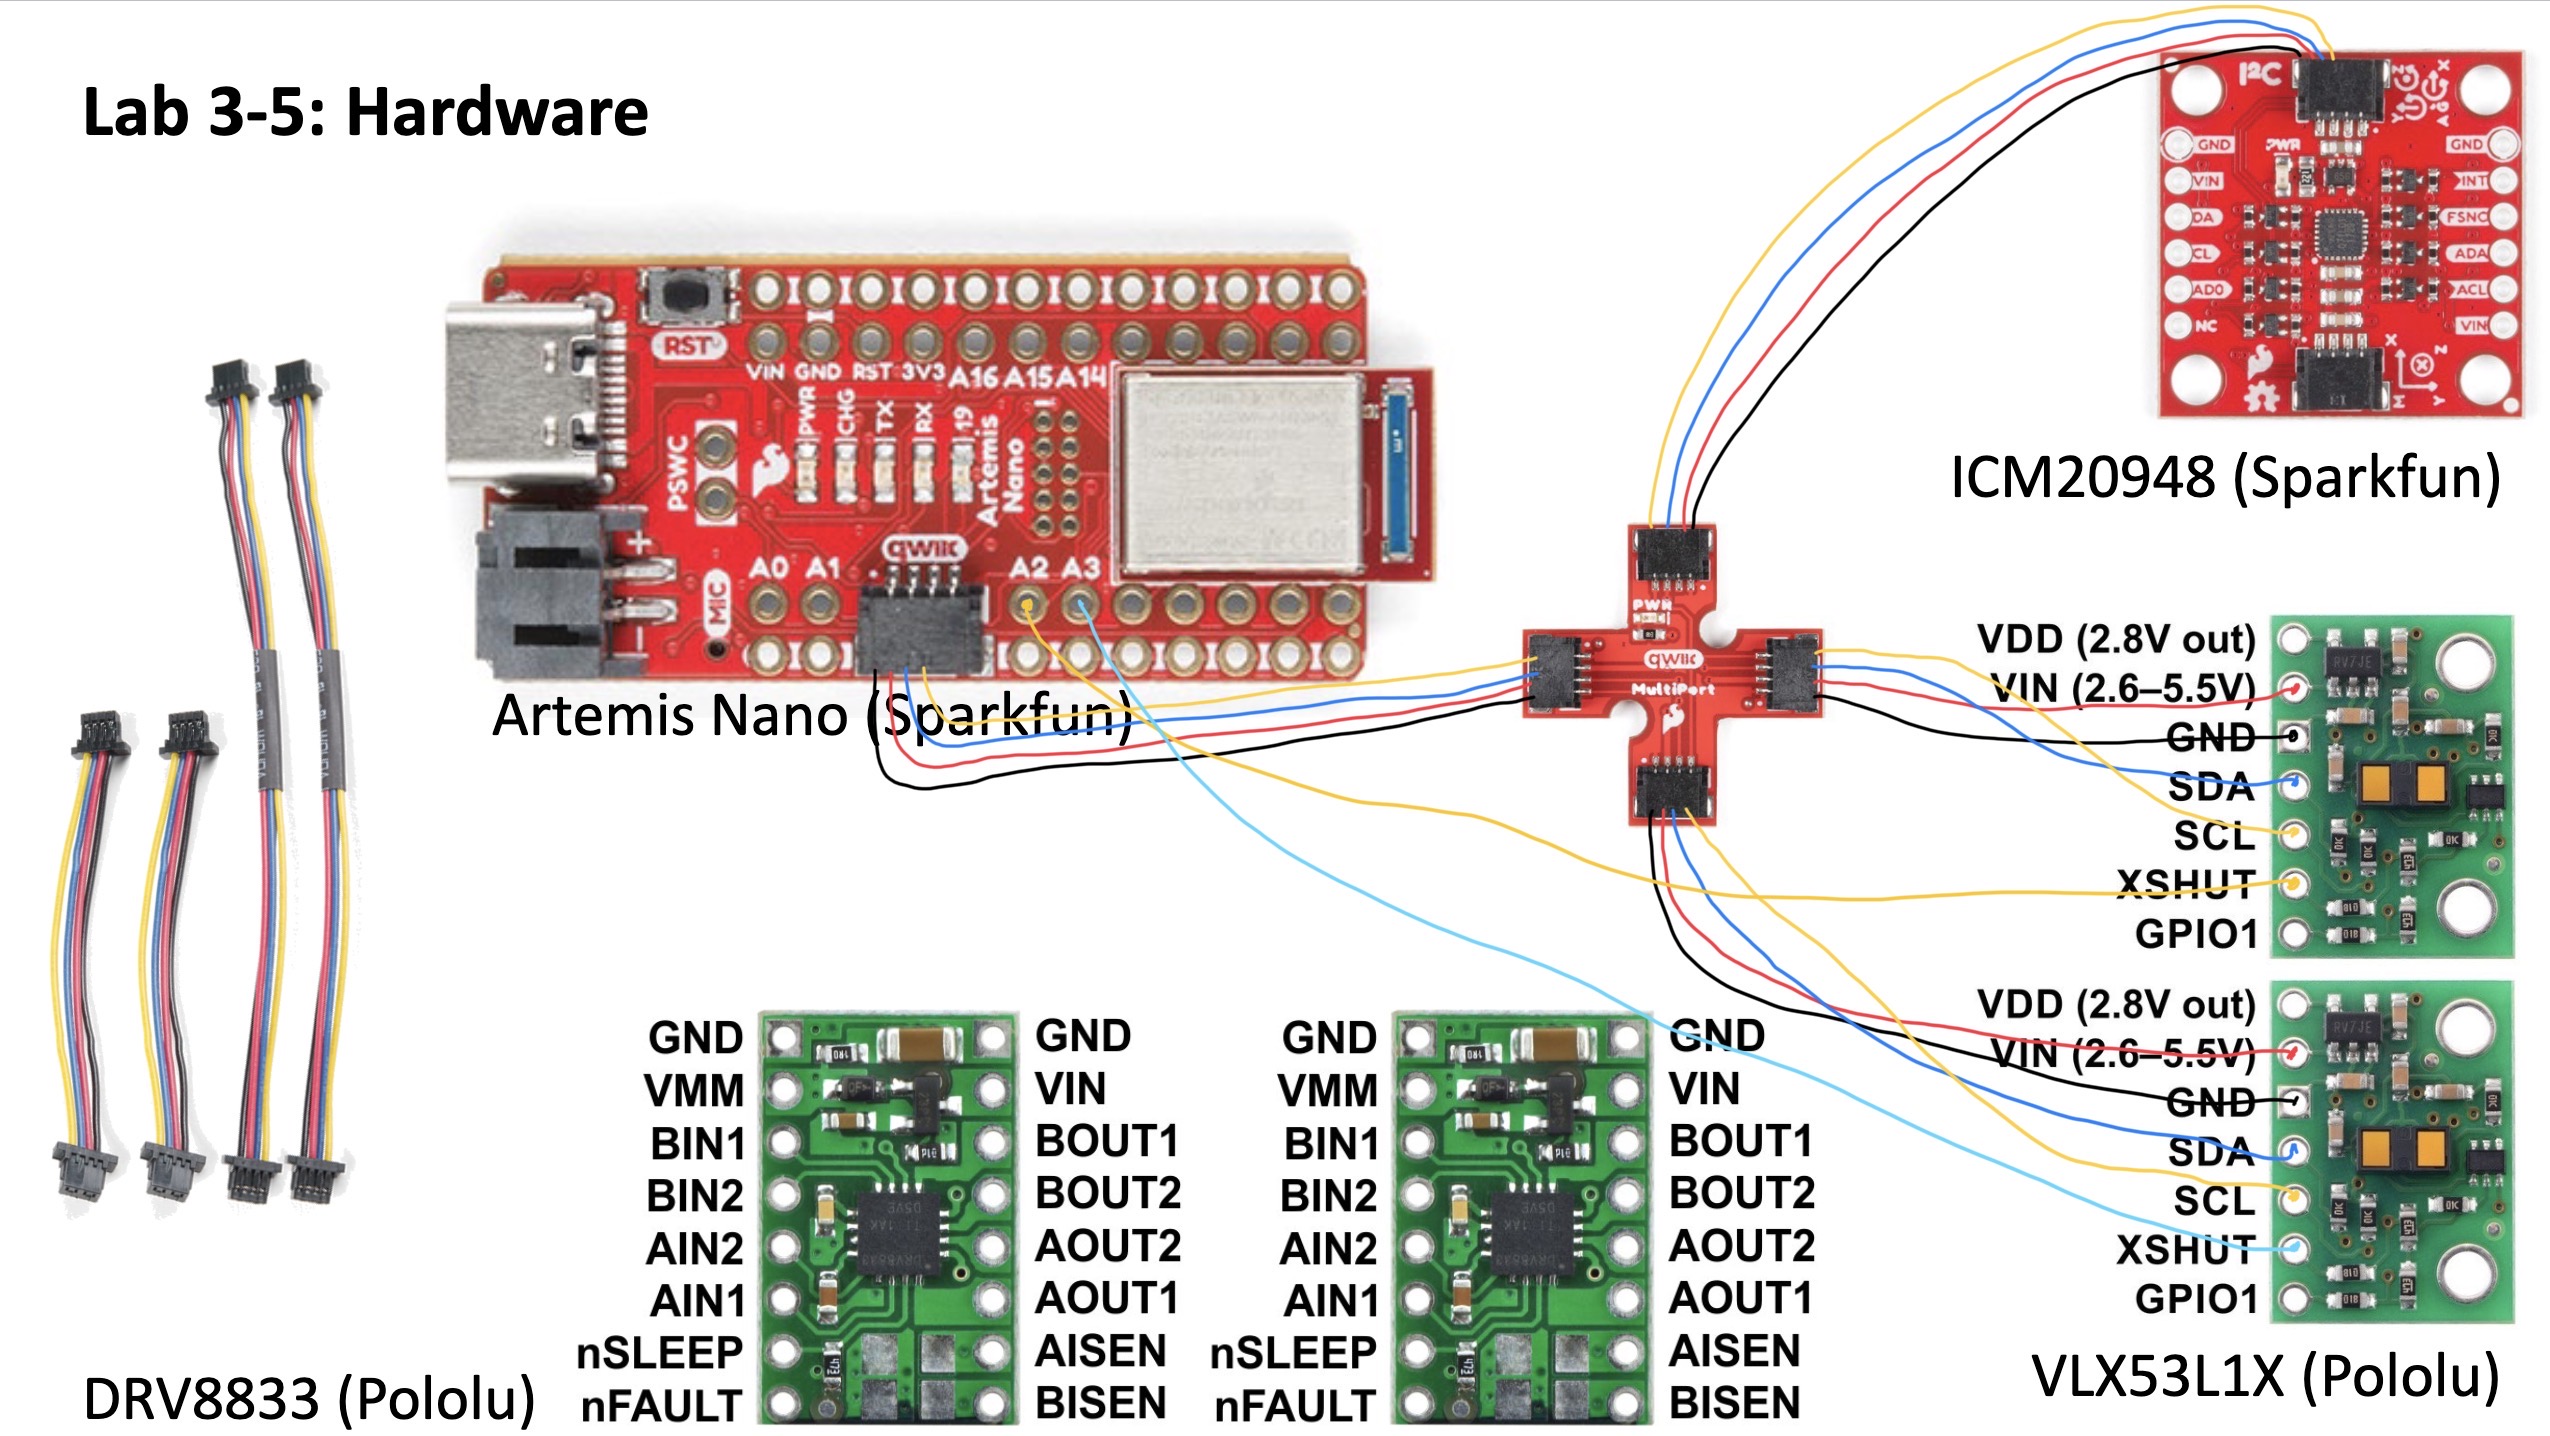 Lab 3-5: Hardware
I²C
GND
VIN
DA
CL
AD0
NC
PWR
GND
INT
FSNC
ADA
ACL
VIN
X
Z
Y
ICM20948 (Sparkfun)
RST
VIN GND RST 3V3 A16 A15 A14
PWR
CHG
TX
RX
19
Artemis
Nano
PSWC
+
-
MIC
A0 A1
qwiic
A2 A3
Artemis Nano (Sparkfun)
PWR
qwiic
MultiPort
VDD (2.8V out)
VIN (2.6–5.5V)
GND
SDA
SCL
XSHUT
GPIO1
RV7JE
VDD (2.8V out)
VIN (2.6–5.5V)
GND
SDA
SCL
XSHUT
GPIO1
RV7JE
VLX53L1X (Pololu)
GND
VMM
BIN1
BIN2
AIN2
AIN1
nSLEEP
nFAULT
GND
VIN
BOUT1
BOUT2
AOUT2
AOUT1
AISEN
BISEN
DRV8833
GND
VMM
BIN1
BIN2
AIN2
AIN1
nSLEEP
nFAULT
GND
VIN
BOUT1
BOUT2
AOUT2
AOUT1
AISEN
BISEN
DRV8833
DRV8833 (Pololu)